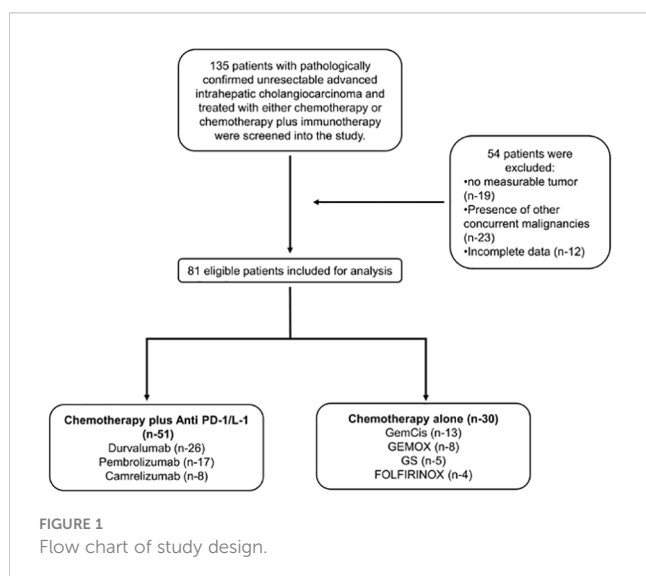 135 patients with pathologically
confirmed unresectable advanced
intrahepatic cholangiocarcinoma and
treated with either chemotherapy or
chemotherapy plus immunotherapy
were screened into the study.
54 patients were
excluded:
•no measurable tumor
(n-19)
•Presence of other
concurrent malignancies
(n-23)
•Incomplete data (n-12)
81 eligible patients included for analysis
Chemotherapy plus Anti PD-1/L-1
(n-51)
Durvalumab (n-26)
Pembrolizumab (n-17)
Camrelizumab (n-8)
Chemotherapy alone (n-30)
GemCis (n-13)
GEMOX (n-8)
GS (n-5)
FOLFIRINOX (n-4)
FIGURE 1
Flow chart of study design.